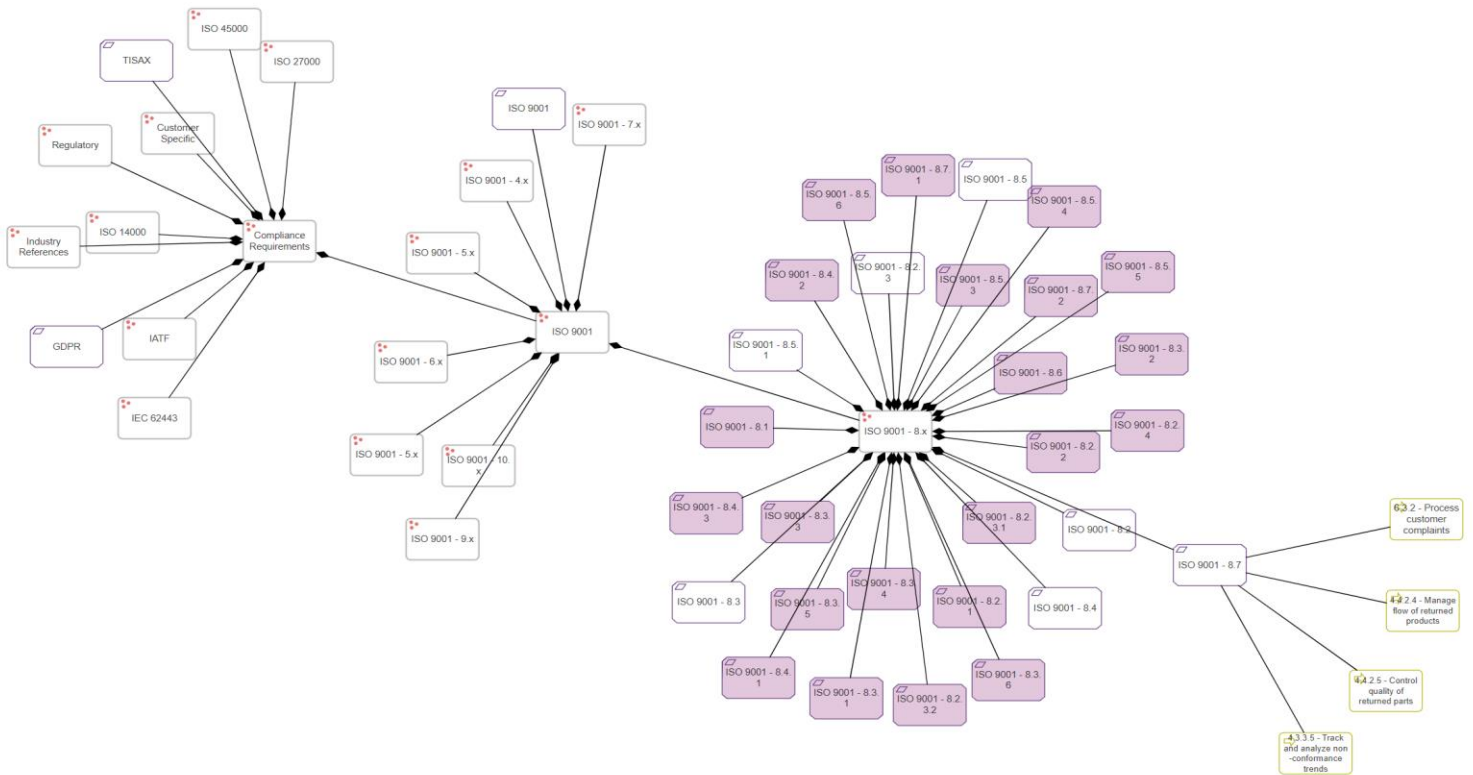 ISO 45000
TISAX
ISO 27000
Customer
Specific
Regulatory
ISO 14000
Industry
References
Compliance
Requirements
GDPR
IATF
IEC 62443
ISO 9001
ISO 9001 - 7.x
ISO 9001 - 4.x
ISO 9001 - 5.x
ISO 9001
ISO 9001 - 6.x
ISO 9001 - 5.x
ISO 9001 - 10.
x
ISO 9001 - 9.x
ISO 9001 - 8.7.
1
ISO 9001 - 8.5
ISO 9001 - 8.5.
6
ISO 9001 - 8.5.
4
ISO 9001 - 8.2.
3
ISO 9001 - 8.4.
2
ISO 9001 - 8.5.
3
ISO 9001 - 8.7.
2
ISO 9001 - 8.5.
5
ISO 9001 - 8.5.
1
ISO 9001 - 8.6
ISO 9001 - 8.3.
2
ISO 9001 - 8.1
ISO 9001 - 8.x
ISO 9001 - 8.2.
4
ISO 9001 - 8.2.
2
ISO 9001 - 8.4.
3
ISO 9001 - 8.3.
3
ISO 9001 - 8.2.
3.1
ISO 9001 - 8.2
ISO 9001 - 8.7
ISO 9001 - 8.3
ISO 9001 - 8.3.
5
ISO 9001 - 8.3.
4
ISO 9001 - 8.2.
1
ISO 9001 - 8.4
ISO 9001 - 8.4.
1
ISO 9001 - 8.3.
1
ISO 9001 - 8.2.
3.2
ISO 9001 - 8.3.
6
6.3.2 - Process
customer
complaints
4.4.2.4 - Manage
flow of returned
products
4.4.2.5 - Control
quality of
returned parts
4.3.3.5 - Track
and analyze non
-conformance
trends